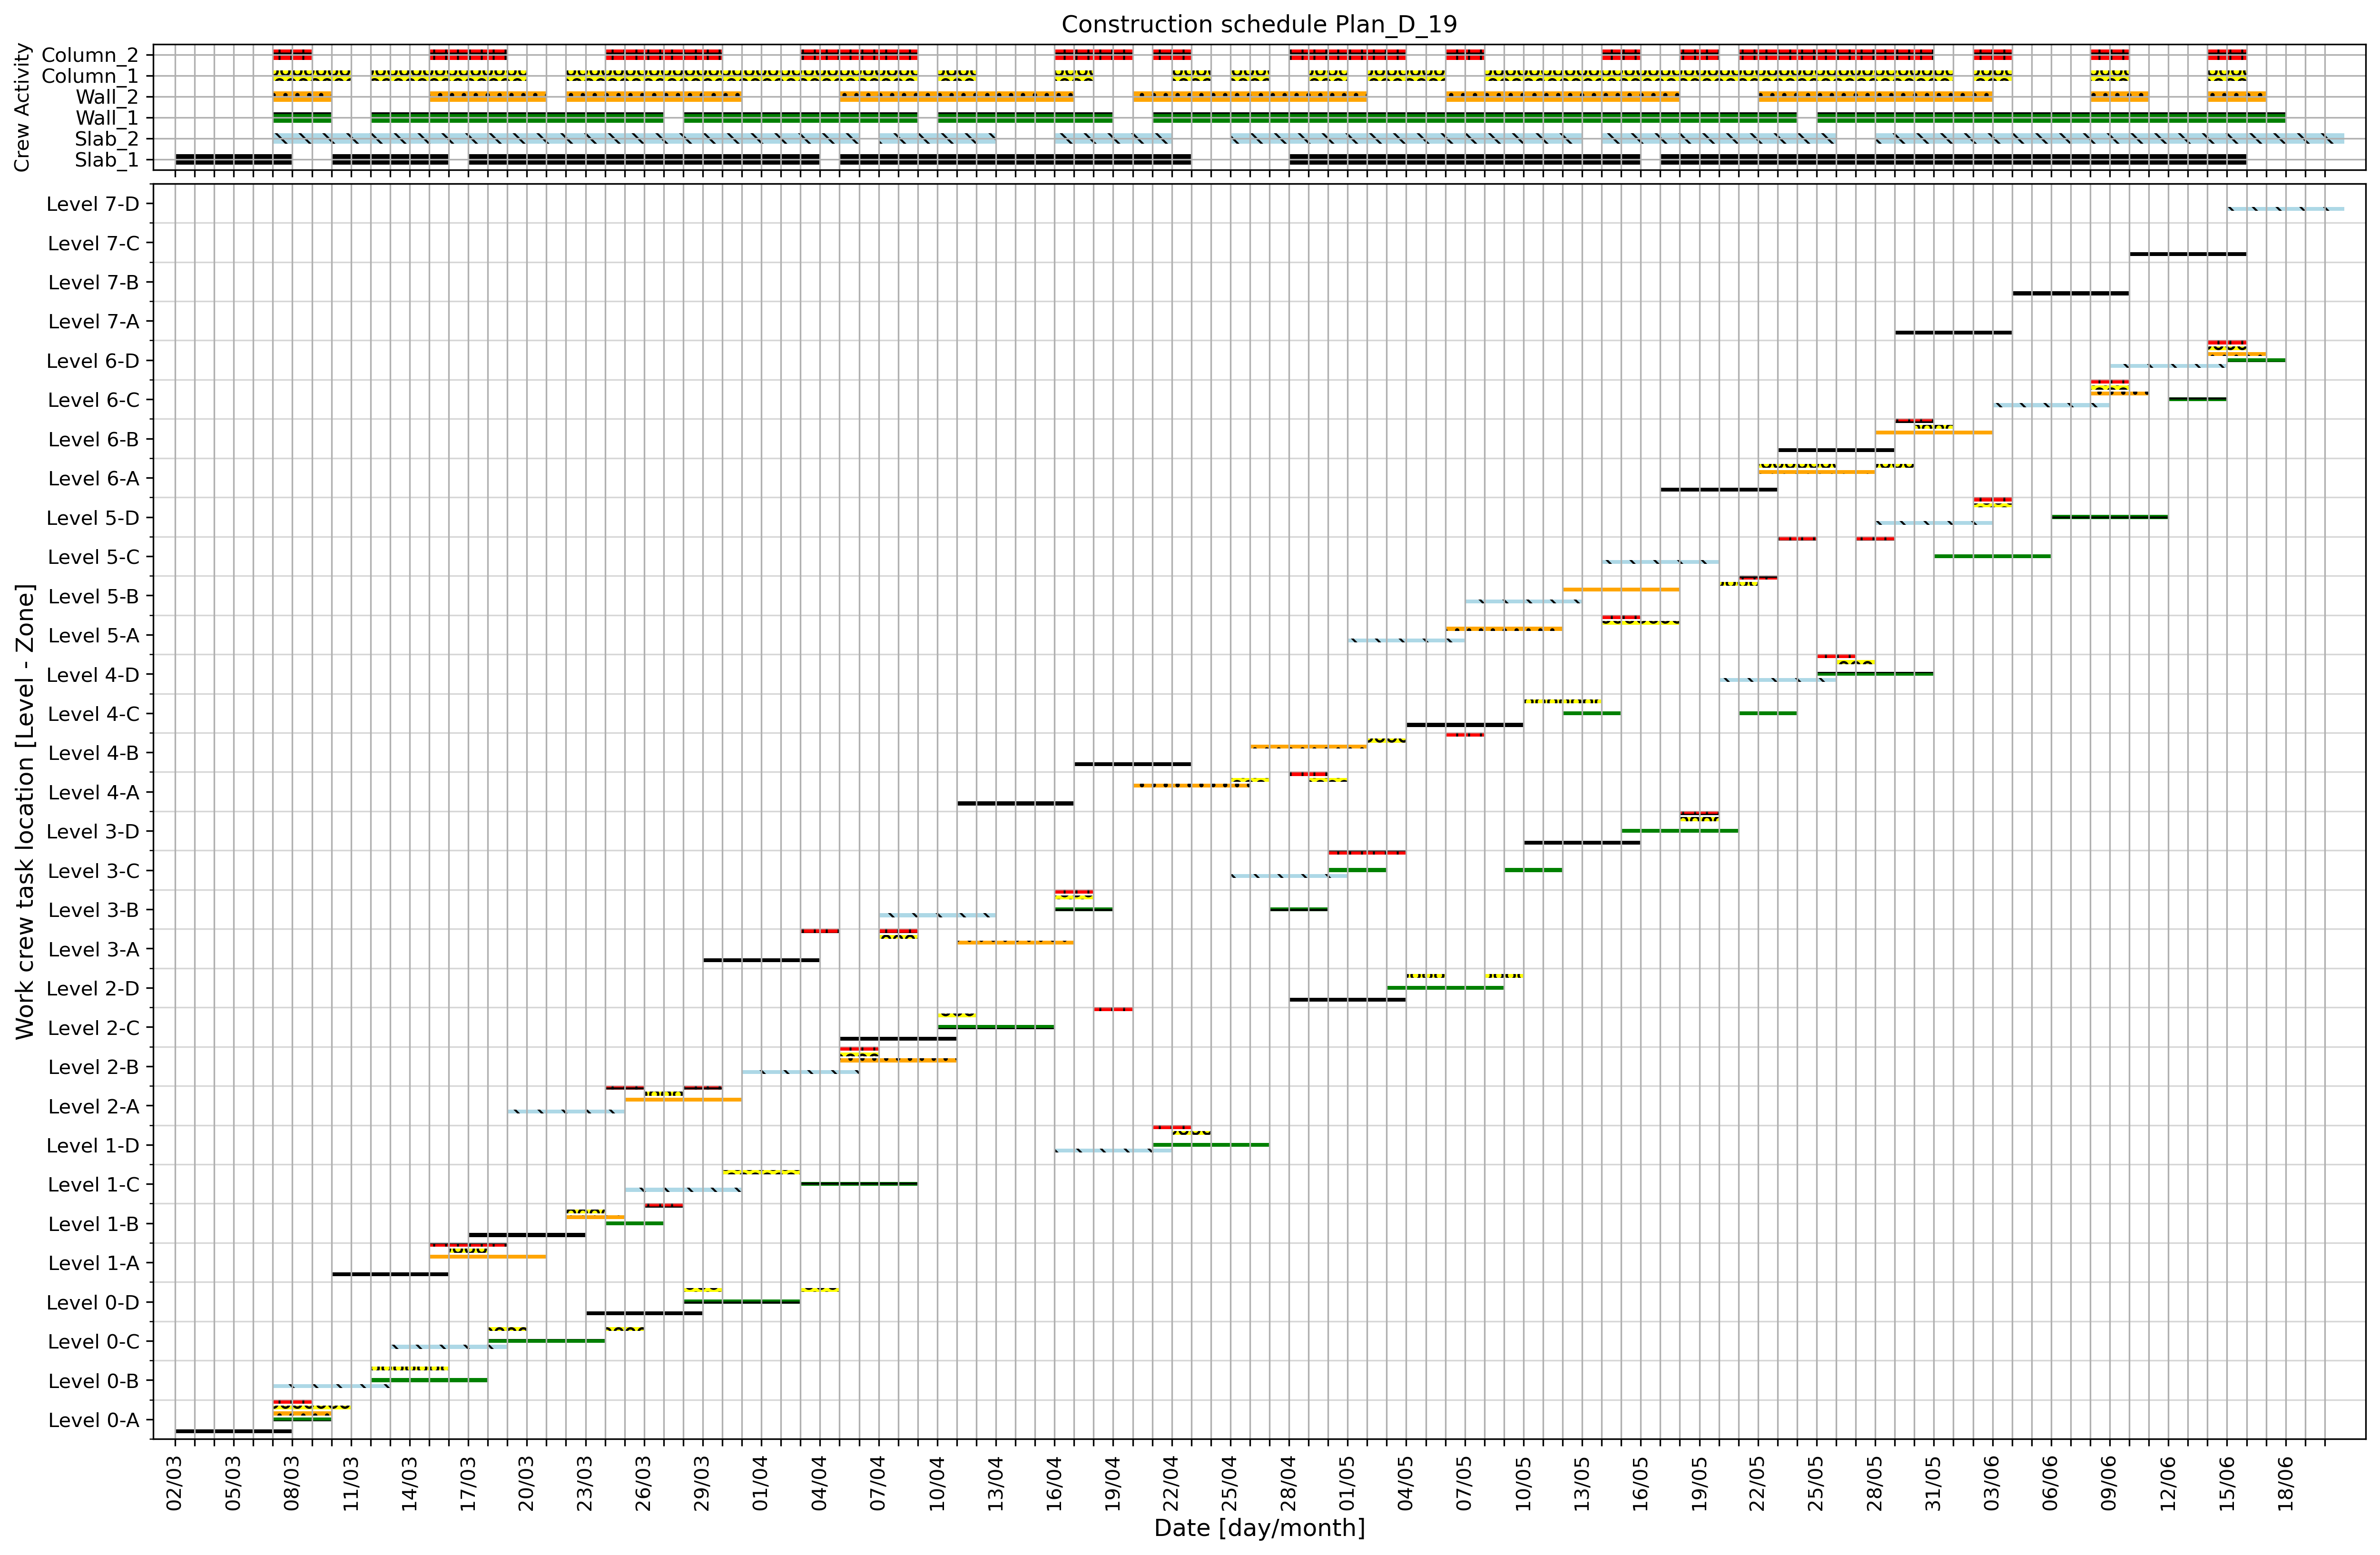 Construction schedule Plan_D_19
Crew Activity
Column_2
Column_1
Wall_2
Wall_1
Slab_2
Slab_1
Work crew task location [Level - Zone]
Level 7-D
Level 7-C
Level 7-B
Level 7-A
Level 6-D
Level 6-C
Level 6-B
Level 6-A
Level 5-D
Level 5-C
Level 5-B
Level 5-A
Level 4-D
Level 4-C
Level 4-B
Level 4-A
Level 3-D
Level 3-C
Level 3-B
Level 3-A
Level 2-D
Level 2-C
Level 2-B
Level 2-A
Level 1-D
Level 1-C
Level 1-B
Level 1-A
Level 0-D
Level 0-C
Level 0-B
Level 0-A
02/03 05/03 08/03 11/03 14/03 17/03 20/03 23/03 26/03 29/03 01/04 04/04 07/04 10/04 13/04 16/04 19/04 22/04 25/04 28/04 01/05 04/05 07/05 10/05 13/05 16/05 19/05 22/05 25/05 28/05 31/05 03/06 06/06 09/06 12/06 15/06 18/06
Date [day/month]